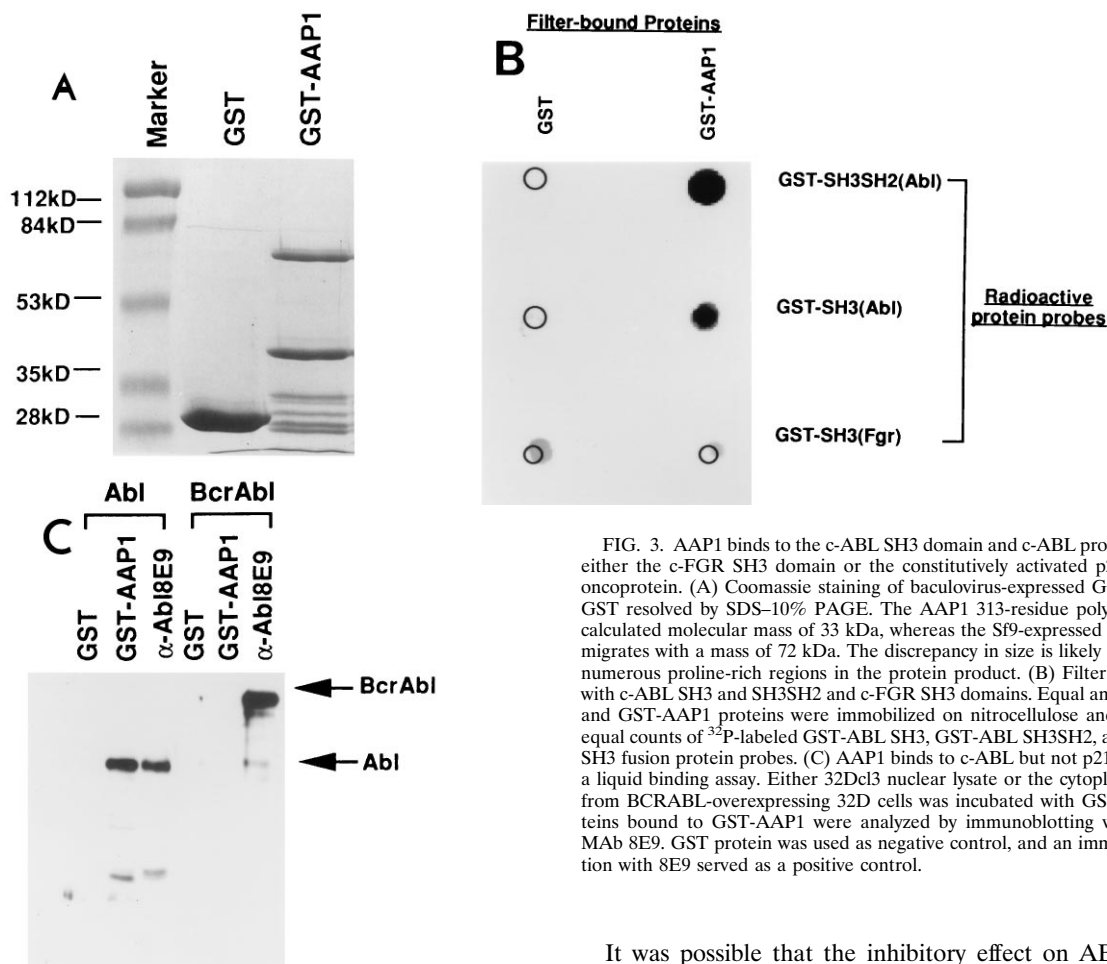 A
Marker
GST
GST-AAP1
112kD
84kD
53kD
35kD
28kD
Filter-bound Proteins
B
GST
GST-AAP1
GST-SH3SH2(Abl)
GST-SH3(Abl)
GST-SH3(Fgr)
Radioactive
protein probes
C
Abl
BcrAbl
GST
GST-AAP1
α-Abl8E9
GST
GST-AAP1
α-Abl8E9
BcrAbl
Abl
FIG. 3. AAP1 binds to the c-ABL SH3 domain and c-ABL pro
either the c-FGR SH3 domain or the constitutively activated p
oncoprotein. (A) Coomassie staining of baculovirus-expressed G
GST resolved by SDS–10% PAGE. The AAP1 313-residue poly
calculated molecular mass of 33 kDa, whereas the Sf9-expressed
migrates with a mass of 72 kDa. The discrepancy in size is likely
numerous proline-rich regions in the protein product. (B) Filter
with c-ABL SH3 and SH3SH2 and c-FGR SH3 domains. Equal an
and GST-AAP1 proteins were immobilized on nitrocellulose and
equal counts of ³²P-labeled GST-ABL SH3, GST-ABL SH3SH2, a
SH3 fusion protein probes. (C) AAP1 binds to c-ABL but not p21
a liquid binding assay. Either 32Dcl3 nuclear lysate or the cytopl
from BCRABL-overexpressing 32D cells was incubated with GS
teins bound to GST-AAP1 were analyzed by immunoblotting v
MAb 8E9. GST protein was used as negative control, and an imm
tion with 8E9 served as a positive control.
It was possible that the inhibitory effect on AB